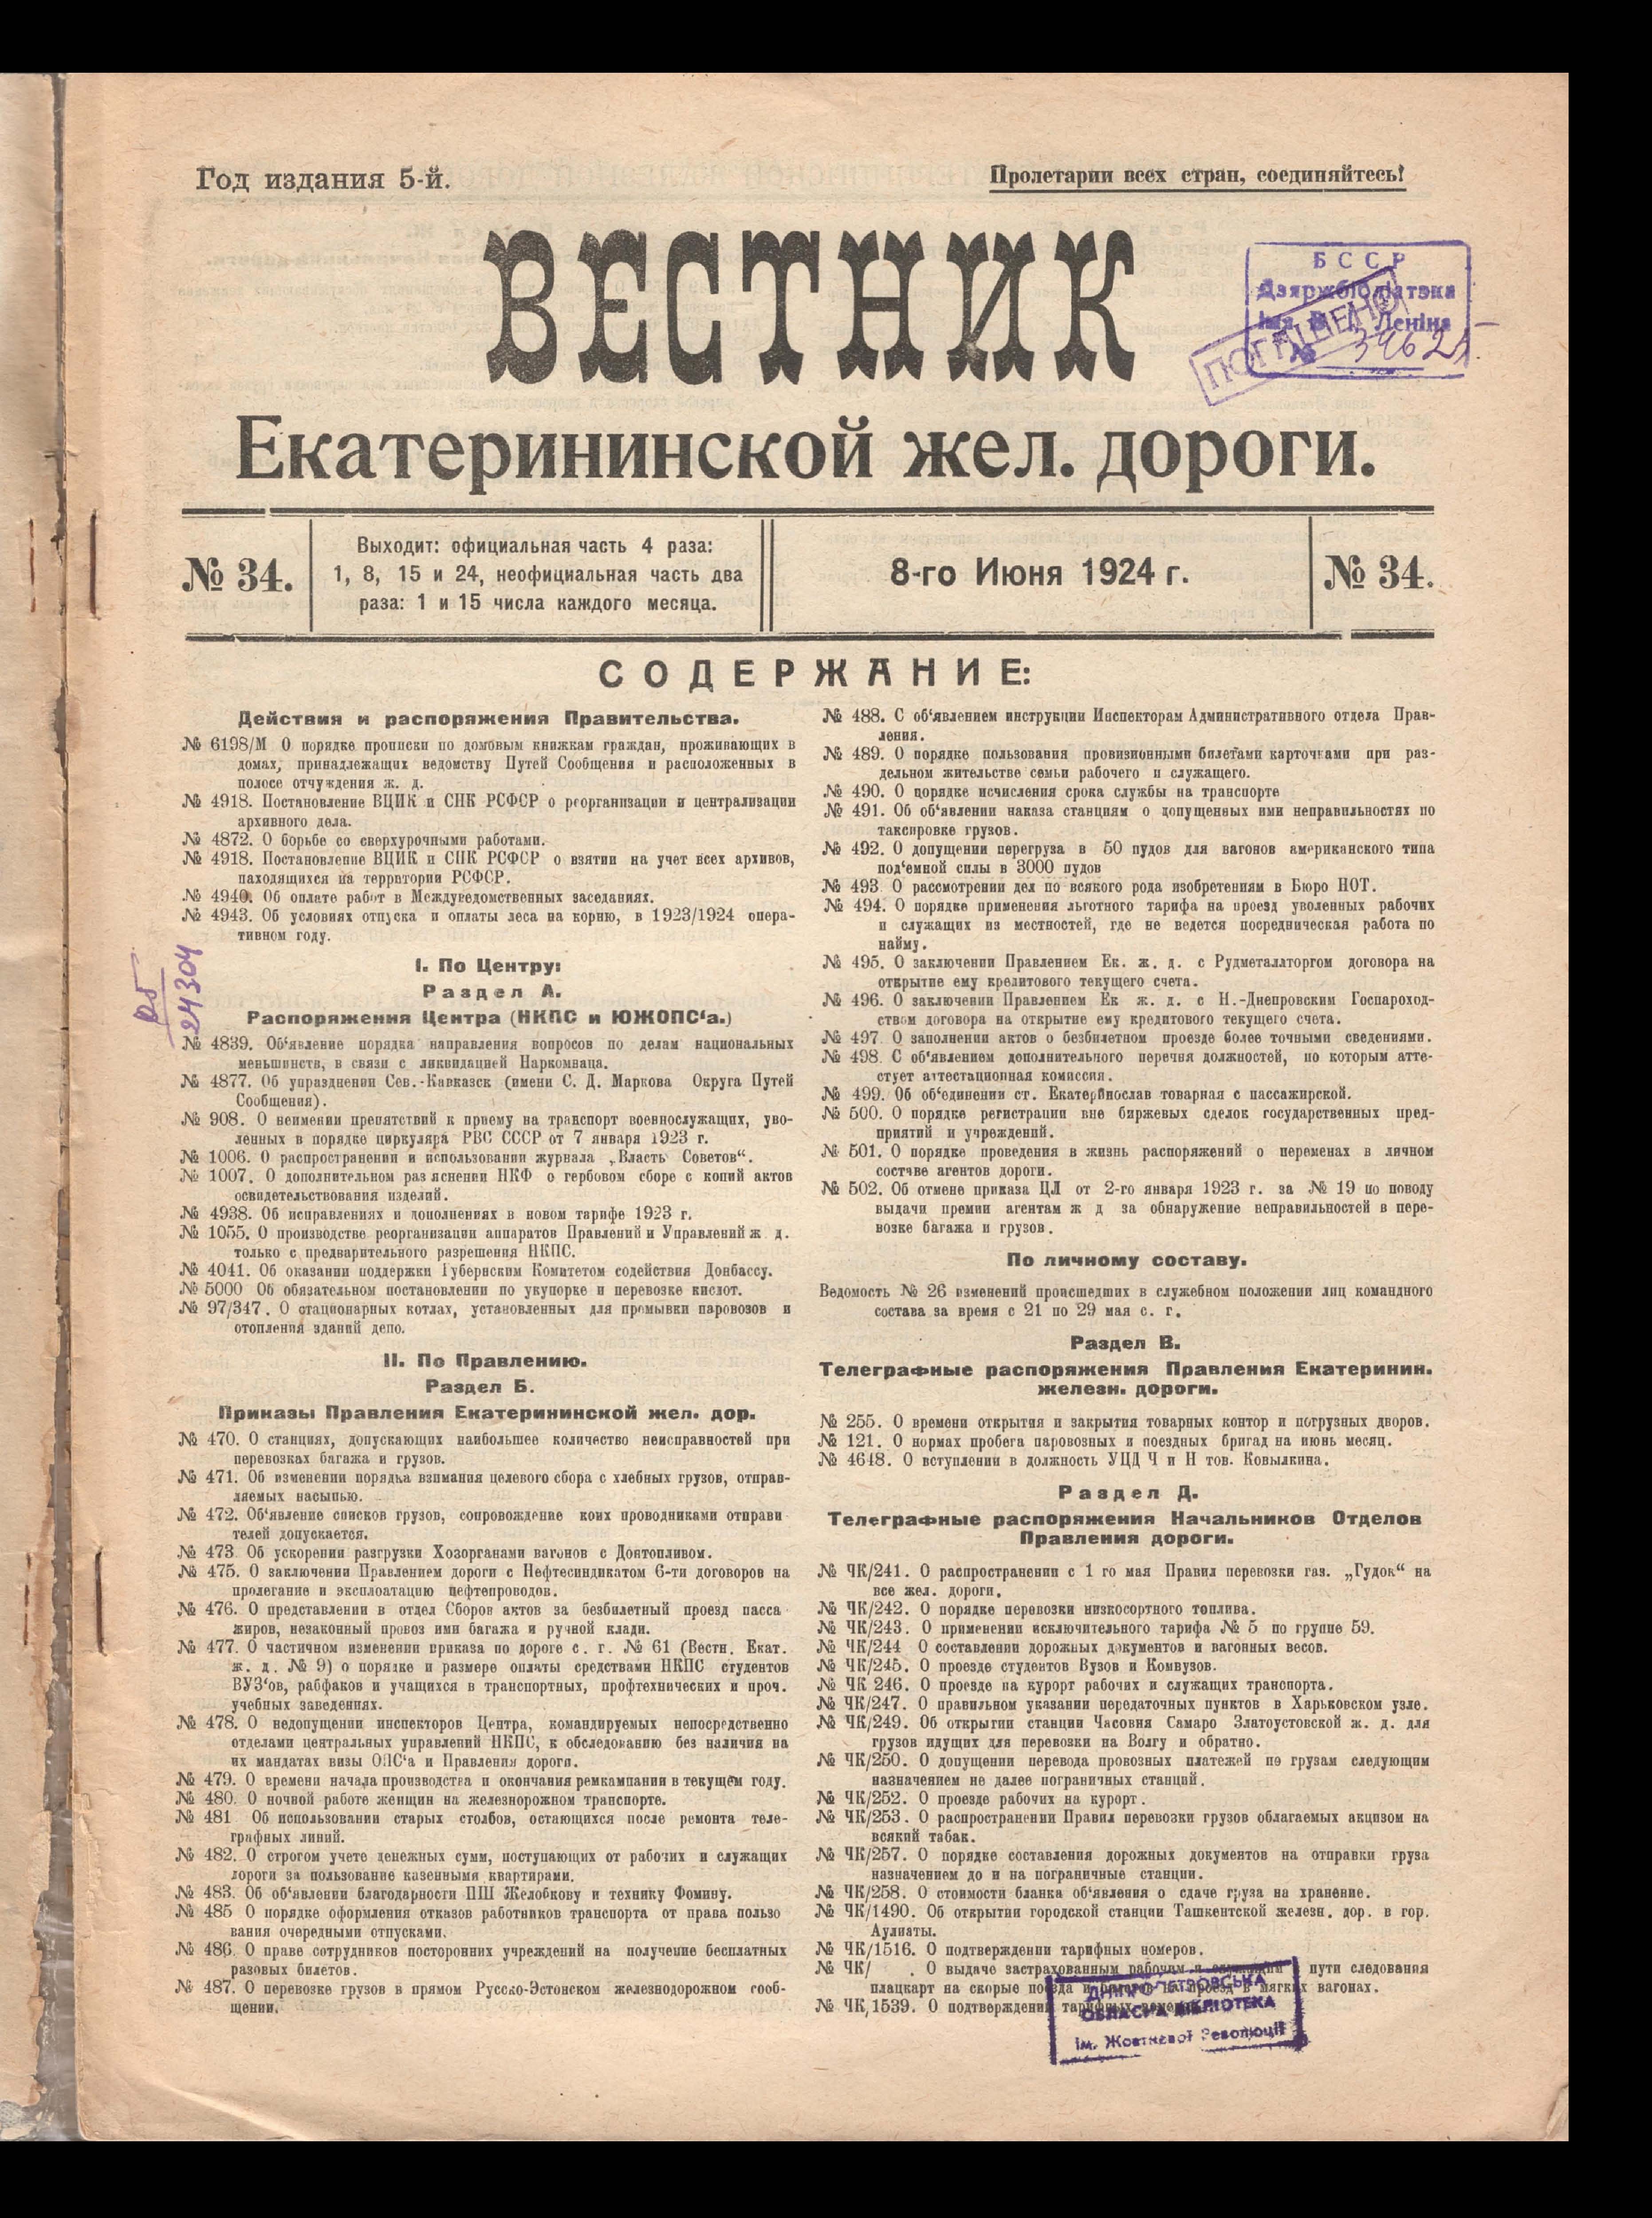 Год издания 5-й.
Пролетарии всех стран, соединяйтесь!
ВЕСТНИК
БССР
Дзяржбібліятэка
імя В. І. Леніна
№ 39625
ПОГАШЕНО
Екатерининской жел. дороги.
№ 34.
Выходит: официальная часть 4 раза:
1, 8, 15 и 24, неофициальная часть два
раза: 1 и 15 числа каждого месяца.
8-го Июня 1924 г.
№ 34.
СОДЕРЖАНИЕ:
Действия и распоряжения Правительства.
№ 6198/М О порядке прописки по домовым книжкам граждан, проживающих в
домах, принадлежащих ведомству Путей Сообщения и расположенных в
полосе отчуждения ж. д.
№ 4918. Постановление ВЦИК и СНК РСФСР о реорганизации и централизации
архивного дела.
№ 4872. О борьбе со сверхурочными работами.
№ 4918. Постановление ВЦИК и СНК РСФСР о взятии на учет всех архивов,
находящихся на территории РСФСР.
№ 4940. Об оплате работ в Междуведомственных заседаниях.
№ 4943. Об условиях отпуска и оплаты леса на корню, в 1923/1924 опера-
тивном году.
I. По Центру:
Раздел А.
Распоряжения Центра (НКПС и ЮЖОПС‘а.)
№ 4839. Об‘явление порядка направления вопросов по делам национальных
меньшинств, в связи с ликвидацией Наркомнаца.
№ 4877. Об упразднении Сев.-Кавказск (имени С. Д. Маркова Округа Путей
Сообщения).
№ 908. О неимении препятствий к приему на транспорт военнослужащих, уво-
ленных в порядке циркуляра РВС СССР от 7 января 1923 г.
№ 1006. О распространении и использовании журнала „Власть Советов“.
№ 1007. О дополнительном раз яснении НКФ о гербовом сборе с копий актов
освидетельствования изделий.
№ 4938. Об исправлениях и дополнениях в новом тарифе 1923 г.
№ 1055. О производстве реорганизации аппаратов Правлений и Управлений ж д.
только с предварительного разрешения НКПС.
№ 4041. Об оказании поддержки Губернским Комитетом содействия Донбассу.
№ 5000 Об обязательном постановлении по укупорке и перевозке кислот.
№ 97/347. О стационарных котлах, установленных для промывки паровозов и
отопления зданий депо.
II. По Правлению.
Раздел Б.
Приказы Правления Екатерининской жел. дор.
№ 470. О станциях, допускающих наибольшее количество неисправностей при
перевозках багажа и грузов.
№ 471. Об изменении порядка взимания целевого сбора с хлебных грузов, отправ-
ляемых насыпью.
№ 472. Об‘явление списков грузов, сопровождение коих проводниками отправи
телей допускается.
№ 473 Об ускорении разгрузки Хозорганами вагонов с Донтопливом.
№ 475. О заключении Правлением дороги с Нефтесиндикатом 6-ти договоров на
пролегание и эксплоатацию нефтепроводов.
№ 476. О представлении в отдел Сборов актов за безбилетный проезд пасса
жиров, незаконный провоз ими багажа и ручной клади.
№ 477. О частичном изменении приказа по дороге с. г. № 61 (Вестн. Екат.
ж. д. № 9) о порядке и размере оплаты средствами НКПС студентов
ВУЗ‘ов, рабфаков и учащихся в транспортных, профтехнических и проч.
учебных заведениях.
№ 478. О недопущении инспекторов Центра, командируемых непосредственно
отделами центральных управлений НКПС, к обследованию без наличия на
их мандатах визы ОПС‘а и Правления дороги.
№ 479. О времени начала производства и окончания ремкампании в текущем году.
№ 480. О ночной работе женщин на железнорожном транспорте.
№ 481 Об использовании старых столбов, остающихся после ремонта теле-
графных линий.
№ 482. О строгом учете денежных сумм, поступающих от рабочих и служащих
дороги за пользование казенными квартирами.
№ 483. Об об‘явлении благодарности ПШ Желобкову и технику Фомину.
№ 485 О порядке оформления отказов работников транспорта от права пользо
вания очередными отпусками.
№ 486. О праве сотрудников посторонних учреждений на получение бесплатных
разовых билетов.
№ 487. О перевозке грузов в прямом Русско-Эстонском железнодорожном сооб-
щении.
№ 488. С об‘явлением инструкции Инспекторам Административного отдела Прав-
ления.
№ 489. О порядке пользования провизионными билетами карточками при раз-
дельном жительстве семьи рабочего и служащего.
№ 490. О порядке исчисления срока службы на транспорте
№ 491. Об об‘явлении наказа станциям о допущенных ими неправильностях по
таксировке грузов.
№ 492. О допущении перегруза в 50 пудов для вагонов американского типа
под‘емной силы в 3000 пудов
№ 493 О рассмотрении дел по всякого рода изобретениям в Бюро НОТ.
№ 494. О порядке применения льготного тарифа на проезд уволенных рабочих
и служащих из местностей, где не ведется посредническая работа по
найму.
№ 495. О заключении Правлением Ек. ж. д. с Рудметаллторгом договора на
открытие ему кредитового текущего счета.
№ 496. О заключении Правлением Ек ж. д. с Н.-Днепровским Госпароход-
ством договора на открытие ему кредитового текущего счета.
№ 497. О заполнении актов о безбилетном проезде более точными сведениями.
№ 498. С об‘явлением дополнительного перечня должностей, по которым атте-
стует аттестационная комиссия.
№ 499. Об об‘единении ст. Екатеринослав товарная с пассажирской.
№ 500. О порядке регистрации вне биржевых сделок государственных пред-
приятий и учреждений.
№ 501. О порядке проведения в жизнь распоряжений о переменах в личном
составе агентов дороги.
№ 502. Об отмене приказа ЦЛ от 2-го января 1923 г. за № 19 по поводу
выдачи премии агентам ж д за обнаружение неправильностей в пере-
возке багажа и грузов.
По личному составу.
Ведомость № 26 изменений происшедших в служебном положении лиц командного
состава за время с 21 по 29 мая с. г.
Раздел В.
Телеграфные распоряжения Правления Екатеринин.
железн. дороги.
№ 255. О времени открытия и закрытия товарных контор и погрузных дворов.
№ 121. О нормах пробега паровозных и поездных бригад на июнь месяц.
№ 4648. О вступлении в должность УЦД Ч и Н тов. Ковылкина.
Раздел Д.
Телеграфные распоряжения Начальников Отделов
Правления дороги.
№ ЧК/241. О распространении с 1 го мая Правил перевозки газ. „Гудок“ на
все жел. дороги.
№ ЧК/242. О порядке перевозки низкосортного топлива.
№ ЧК/243. О применении исключительного тарифа № 5 по группе 59.
№ ЧК/244 О составлении дорожных документов и вагонных весов.
№ ЧК/245. О проезде студентов Вузов и Комвузов.
№ ЧК 246. О проезде на курорт рабочих и служащих транспорта.
№ ЧК/247. О правильном указании передаточных пунктов в Харьковском узле.
№ ЧК/249. Об открытии станции Часовня Самаро Златоустовской ж. д. для
грузов идущих для перевозки на Волгу и обратно.
№ ЧК/250. О допущении перевода провозных платежей по грузам следующим
назначением не далее пограничных станций.
№ ЧК/252. О проезде рабочих на курорт.
№ ЧК/253. О распространении Правил перевозки грузов облагаемых акцизом на
всякий табак.
№ ЧК/257. О порядке составления дорожных документов на отправки груза
назначением до и на пограничные станции.
№ ЧК/258. О стоимости бланка об‘явления о сдаче груза на хранение.
№ ЧК/1490. Об открытии городской станции Ташкентской железн. дор. в гор.
Аулиаты.
№ ЧК/1516. О подтверждении тарифных номеров.
№ ЧК/ . О выдаче застрахованным рабочим и служащим пути следования
плацкарт на скорые поезда и проезд в мягких вагонах.
№ ЧК 1539. О подтверждении тарифных номеров
ДНІПРОПЕТРОВСЬКА
ОБЛАСНА БІБЛІОТЕКА
ім. Жовтневої Революції
24304